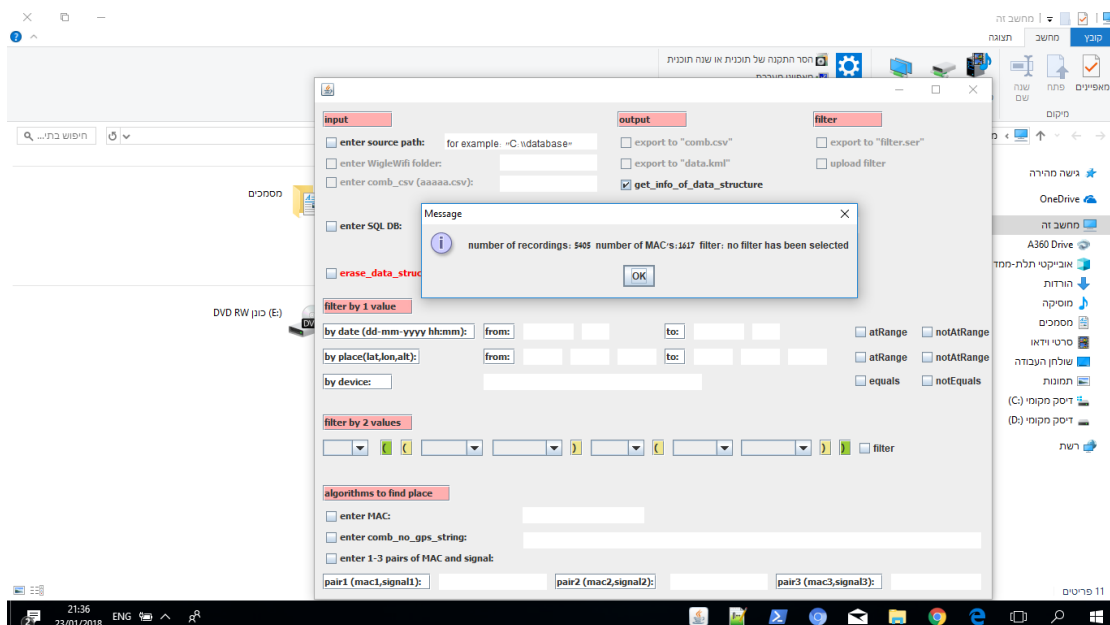 מחשב זה
קובץ
מחשב
תצוגה
מאפיינים
פתח
שנה
שם
מיקום
הסר התקנה של תוכנית או שנה תוכנית
חיפוש בתי...
מסמכים
כונן DVD RW (E:)
גישה מהירה
OneDrive
מחשב זה
A360 Drive
אובייקטי תלת-ממד
הורדות
מוסיקה
מסמכים
סרטי וידאו
שולחן העבודה
תמונות
דיסק מקומי (C:)
דיסק מקומי (D:)
רשת
11 פריטים
input
output
filter
enter source path:
for example: "C:\\database"
export to "comb.csv"
export to "filter.ser"
enter WigleWifi folder:
export to "data.kml"
upload filter
enter comb_csv (aaaaa.csv):
get_info_of_data_structure
enter SQL DB:
Message
number of recordings: 5405 number of MAC's:1617 filter: no filter has been selected
OK
erase_data_struc
filter by 1 value
by date (dd-mm-yyyy hh:mm):
from:
to:
atRange
notAtRange
by place(lat,lon,alt):
from:
to:
atRange
notAtRange
by device:
equals
notEquals
filter by 2 values
( ( ) ( ) )
filter
algorithms to find place
enter MAC:
enter comb_no_gps_string:
enter 1-3 pairs of MAC and signal:
pair1 (mac1,signal1):
pair2 (mac2,signal2):
pair3 (mac3,signal3):
21:36
23/01/2018
ENG